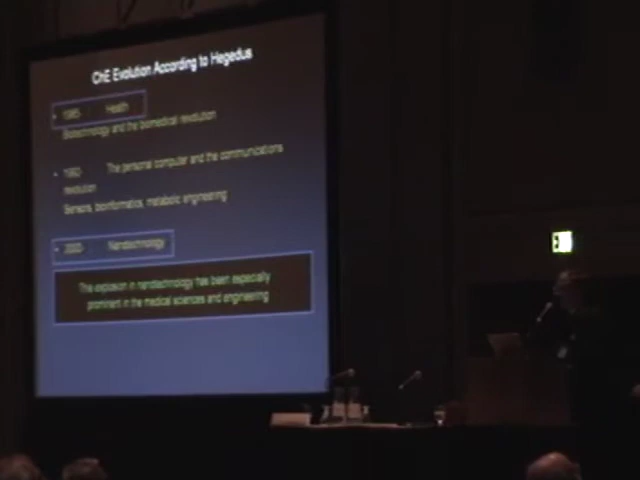 ChE Evolution According to Hegedus
• 1985 Health
Biotechnology and the biomedical revolution
• 1992 The personal computer and the communications
revolution
Sensors, bioinformatics, metabolic engineering
• 2000 Nanotechnology
The explosion in nanotechnology has been especially
prominent in the medical sciences and engineering